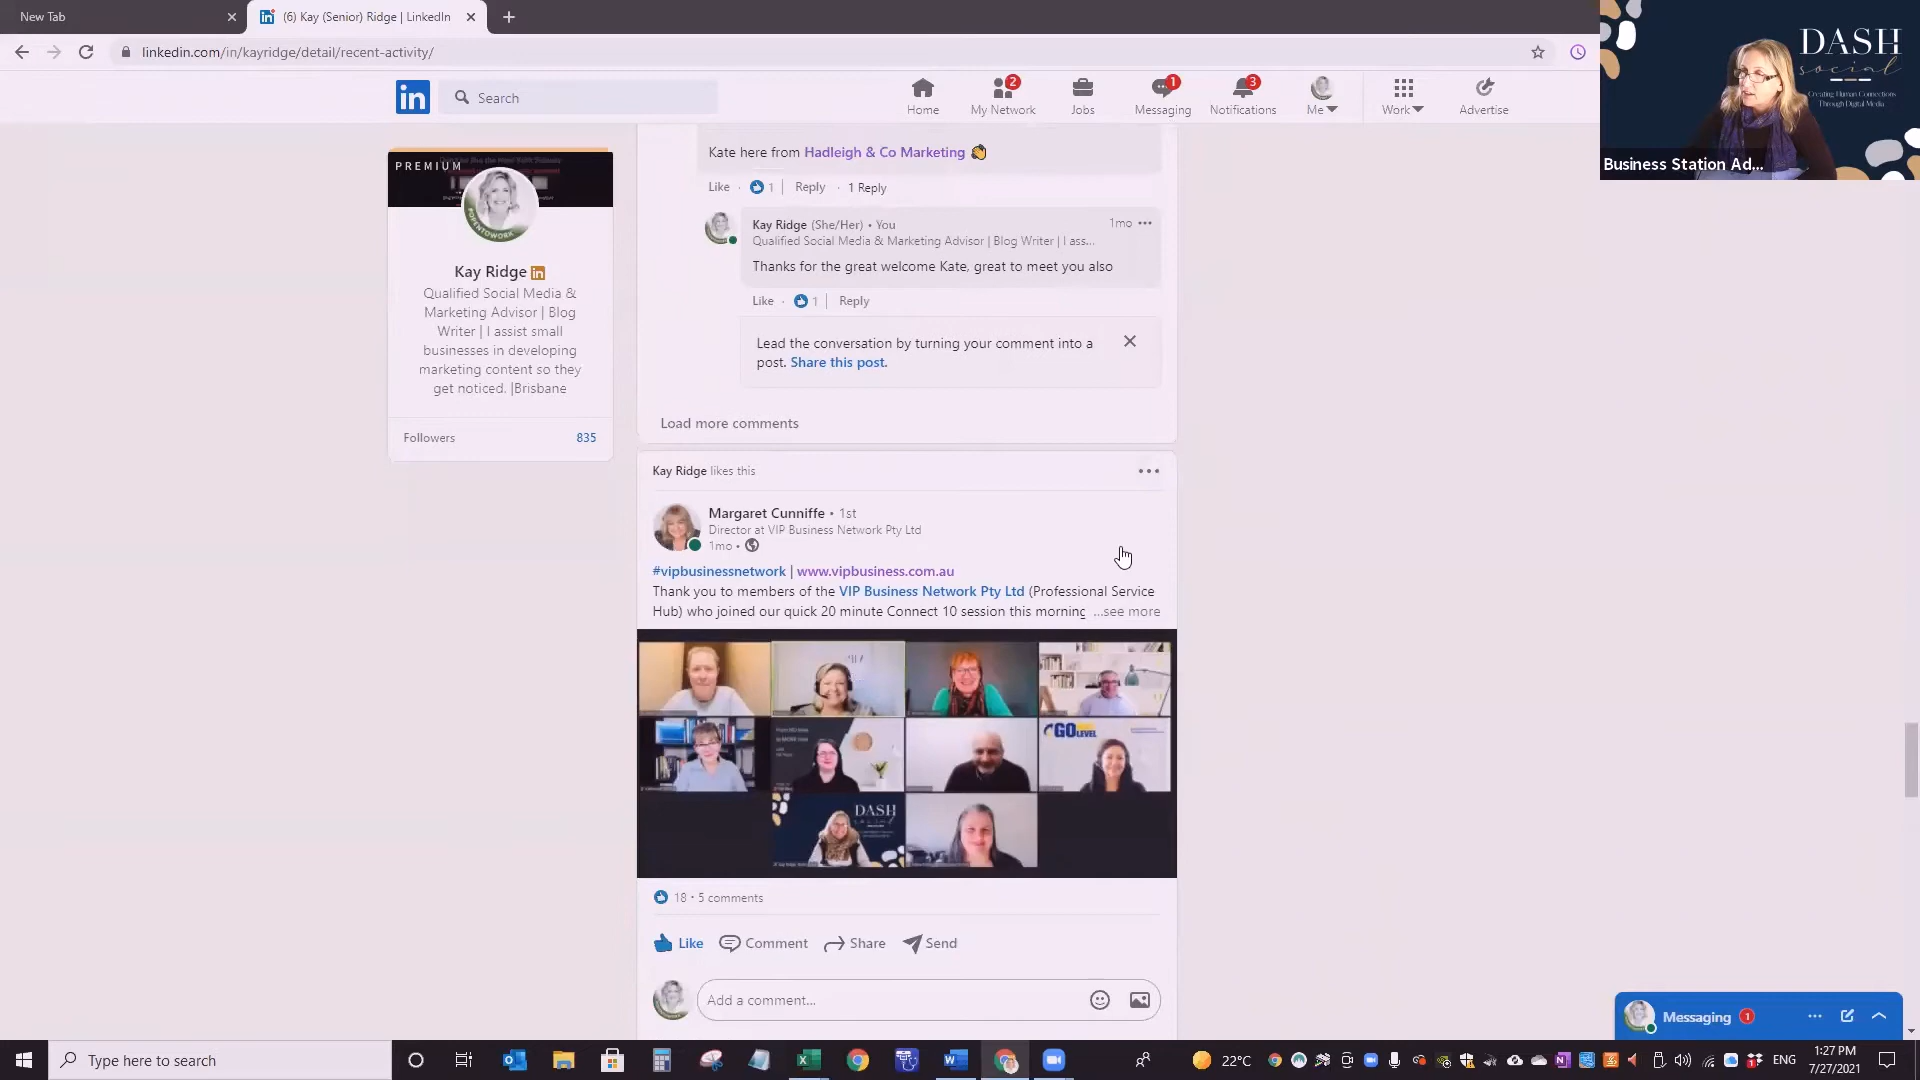 New Tab
(6) Kay (Senior) Ridge | LinkedIn
linkedin.com/in/kayridge/detail/recent-activity/
DASH
social
Creating Human Connections
Through Digital Media
Business Station Ad...
in
Search
Home
2
My Network
Jobs
1
Messaging
3
Notifications
Me
Work
Advertise
PREMIUM
Kay Ridge in
Qualified Social Media &
Marketing Advisor | Blog
Writer | I assist small
businesses in developing
marketing content so they
get noticed. |Brisbane
Followers 835
Kate here from Hadleigh & Co Marketing
Like · 1 | Reply · 1 Reply
Kay Ridge (She/Her) • You 1mo •••
Qualified Social Media & Marketing Advisor | Blog Writer | I ass...
Thanks for the great welcome Kate, great to meet you also
Like · 1 | Reply
Lead the conversation by turning your comment into a
post. Share this post.
Load more comments
Kay Ridge likes this
Margaret Cunniffe • 1st
Director at VIP Business Network Pty Ltd
1mo •
#vipbusinessnetwork | www.vipbusiness.com.au
Thank you to members of the VIP Business Network Pty Ltd (Professional Service
Hub) who joined our quick 20 minute Connect 10 session this morning ...see more
GO
LEVEL
DASH
social
18 • 5 comments
Like Comment Share Send
Add a comment...
Messaging 1
Type here to search
22°C
ENG
1:27 PM
7/27/2021